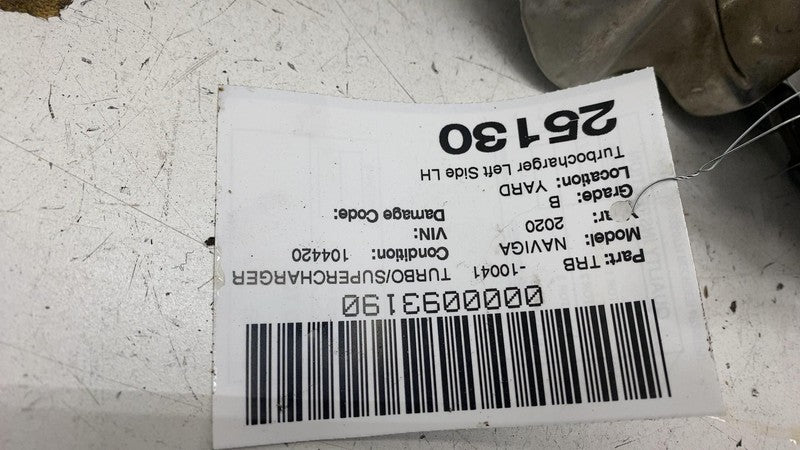 0000093190
Part: TRB -10041 TURBO/SUPERCHARGER
Model: NAVIGA Condition: 104420
Year: 2020 VIN:
Grade: B Damage Code:
Location: YARD
Turbocharger Left Side LH
25130